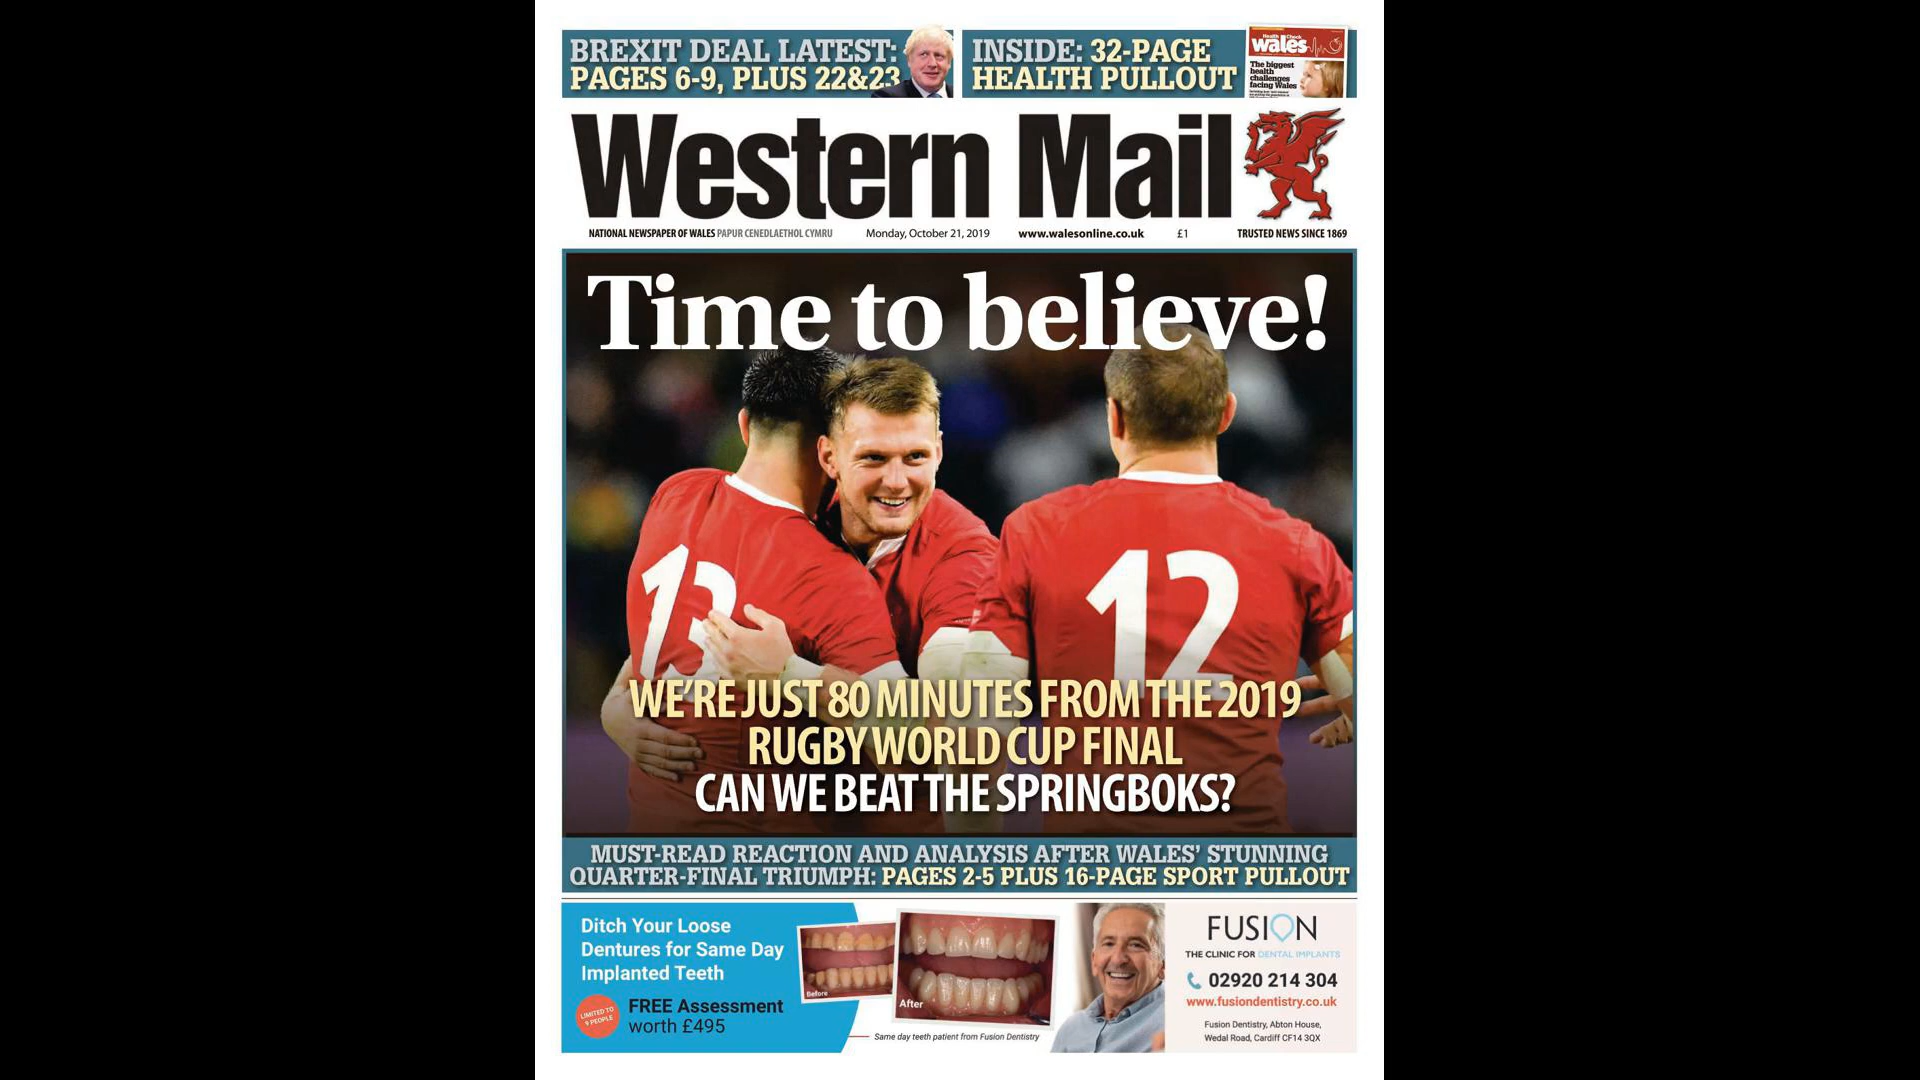 BREXIT DEAL LATEST:
PAGES 6-9, PLUS 22&23
INSIDE: 32-PAGE
HEALTH PULLOUT
Health Check
wales
The biggest
health
challenges
facing Wales
Western Mail
NATIONAL NEWSPAPER OF WALES PAPUR CENEDLAETHOL CYMRU
Monday, October 21, 2019
www.walesonline.co.uk
£1
TRUSTED NEWS SINCE 1869
Time to believe!
13
12
WE'RE JUST 80 MINUTES FROM THE 2019
RUGBY WORLD CUP FINAL
CAN WE BEAT THE SPRINGBOKS?
MUST-READ REACTION AND ANALYSIS AFTER WALES' STUNNING
QUARTER-FINAL TRIUMPH: PAGES 2-5 PLUS 16-PAGE SPORT PULLOUT
Ditch Your Loose
Dentures for Same Day
Implanted Teeth
LIMITED TO
9 PEOPLE
FREE Assessment
worth £495
Before
After
Same day teeth patient from Fusion Dentistry
FUSION
THE CLINIC FOR DENTAL IMPLANTS
02920 214 304
www.fusiondentistry.co.uk
Fusion Dentistry, Abton House,
Wedal Road, Cardiff CF14 3QX